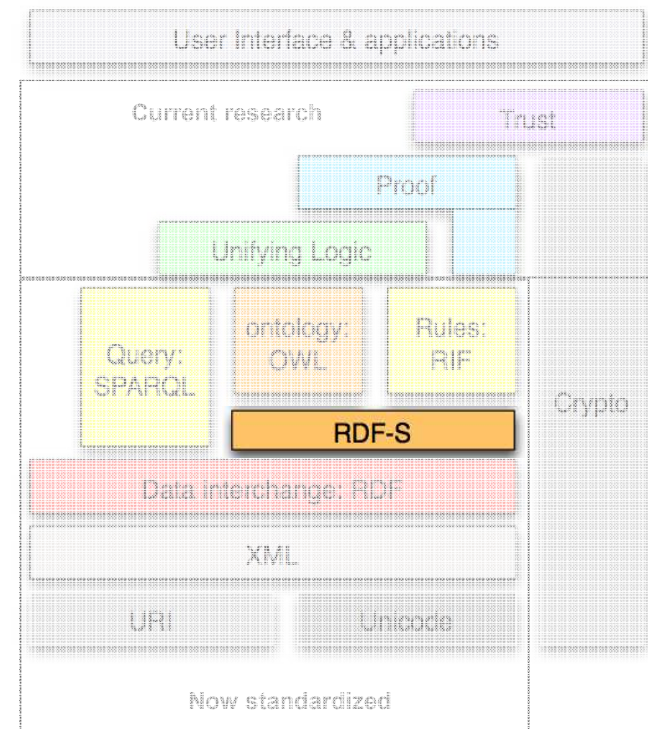 User Interface & applications
Current research
Trust
Proof
Unifying Logic
Query:
SPARQL
ontology:
OWL
Rules:
RIF
Crypto
RDF-S
Data interchange: RDF
XML
URI
Unicode
Now standardized